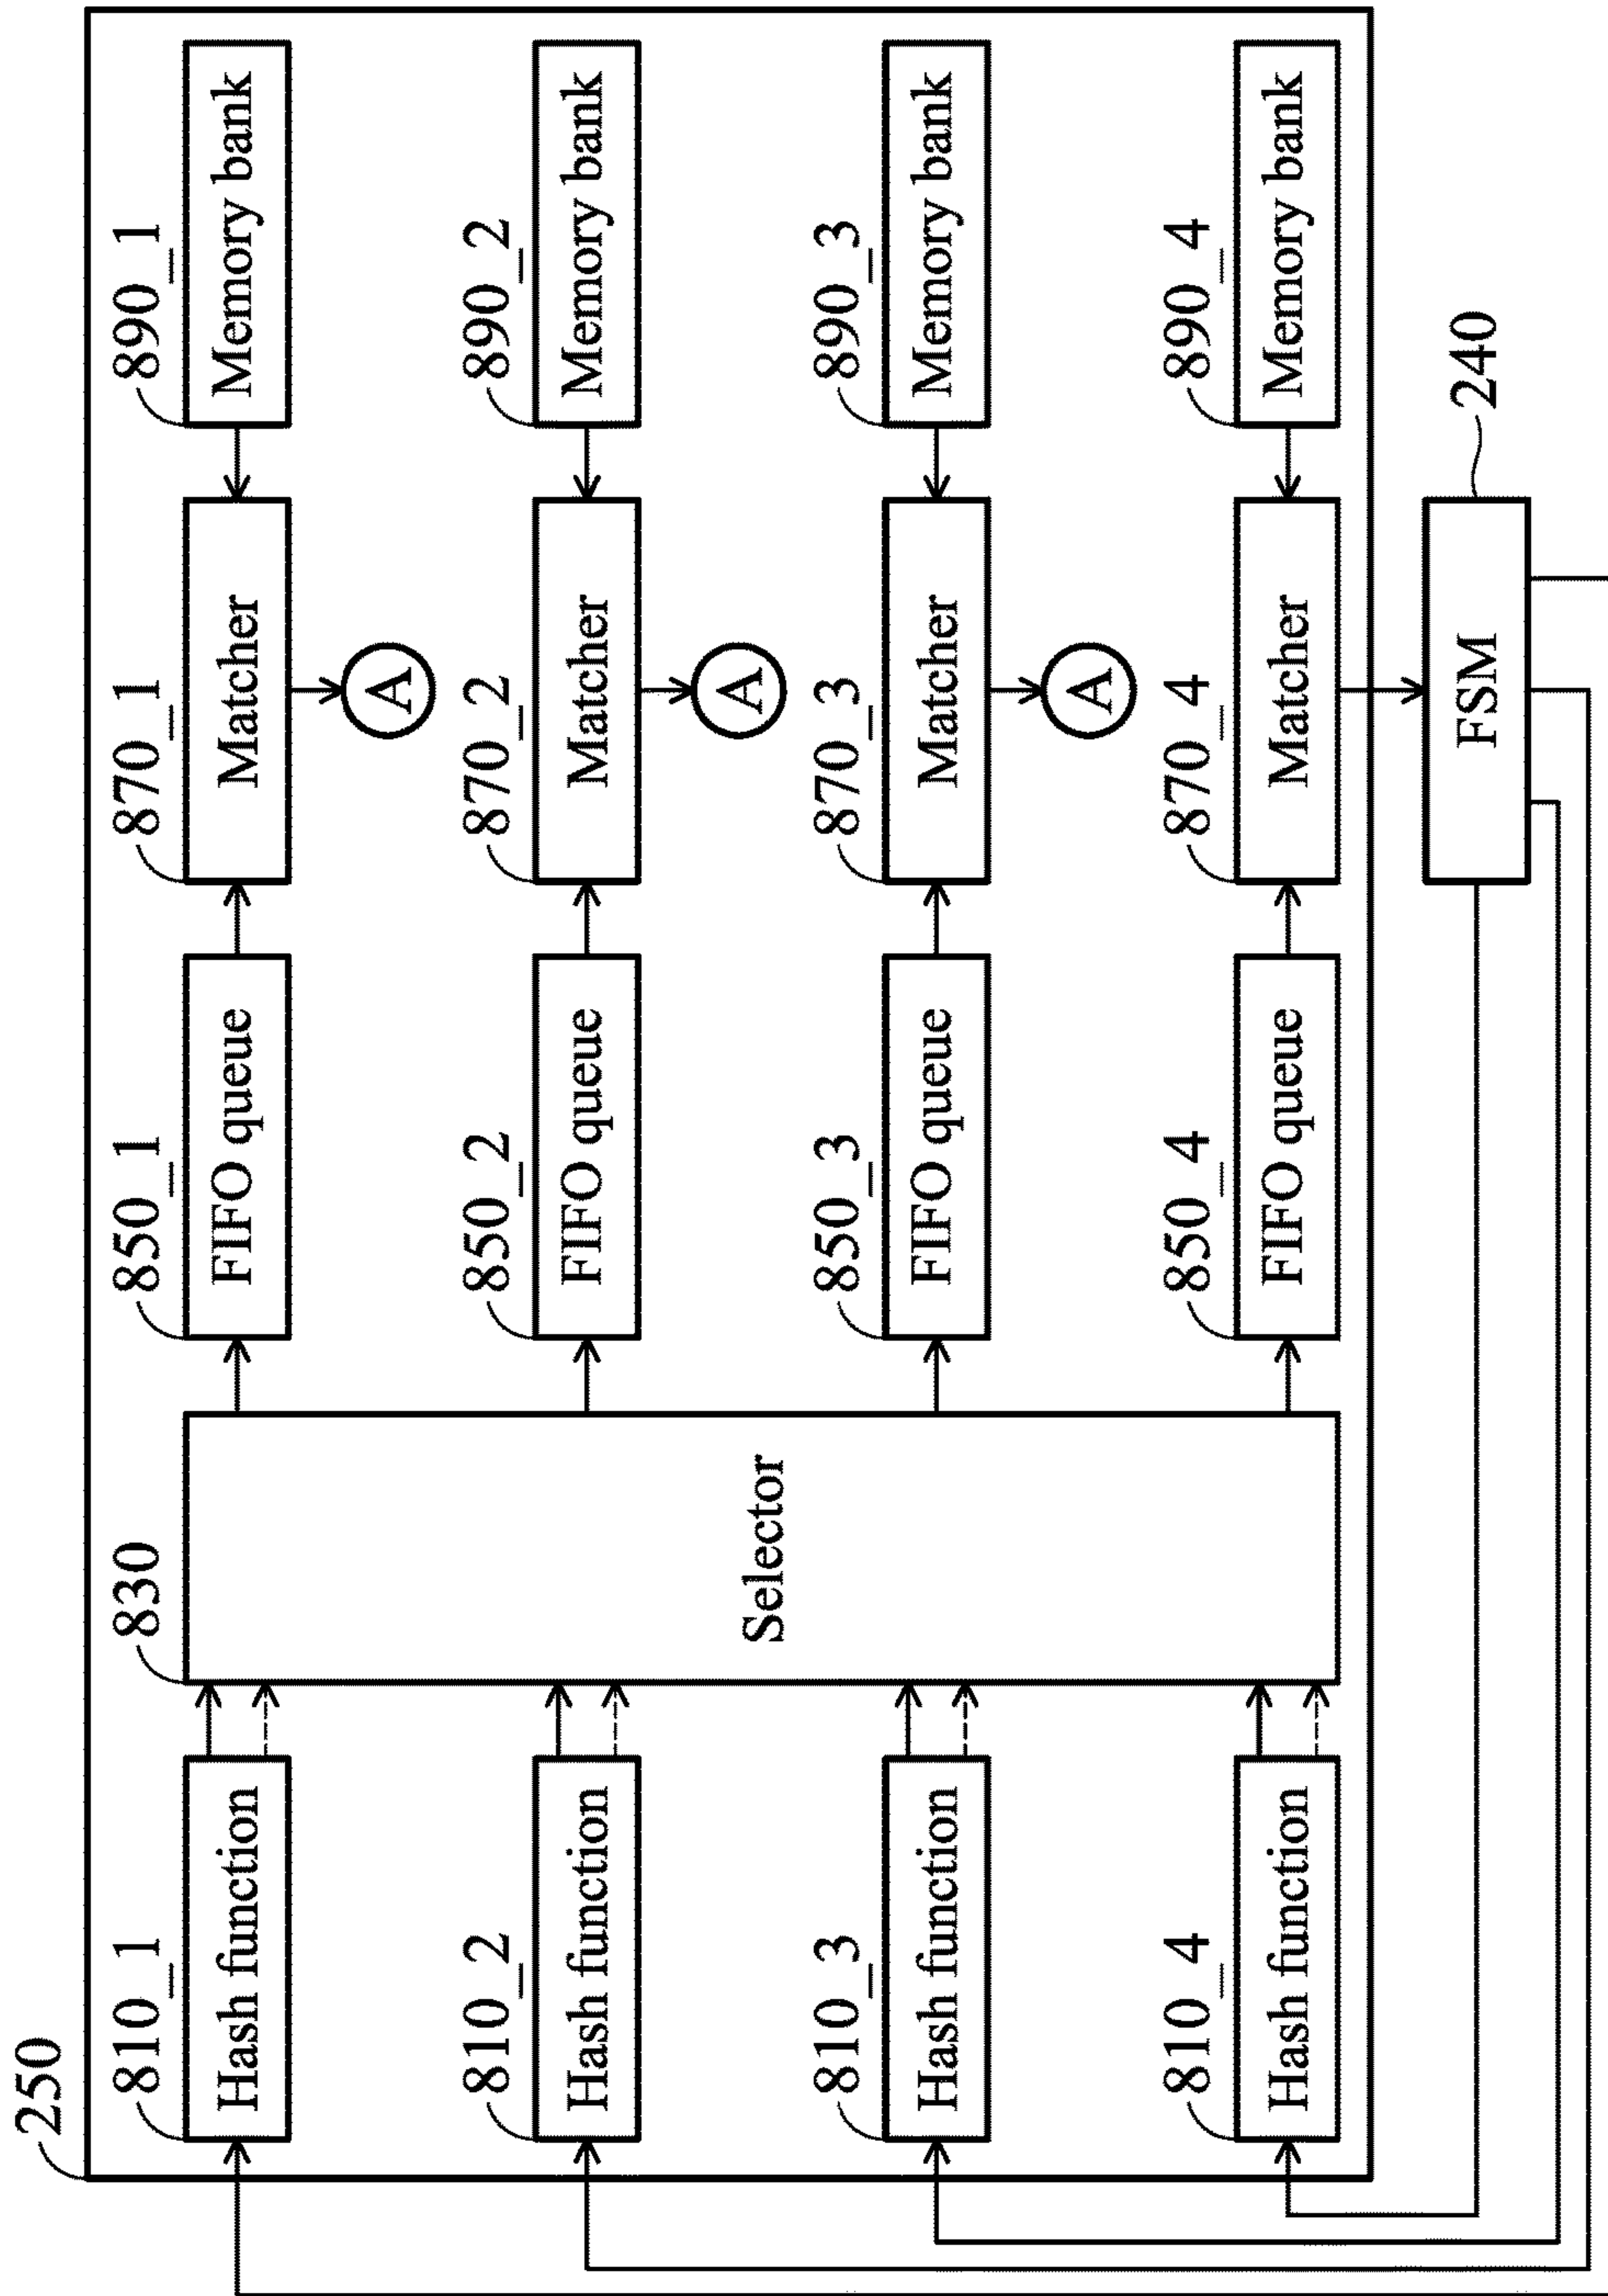 250
810_1
Hash function
830
850_1
FIFO queue
870_1
Matcher
890_1
Memory bank
A
810_2
Hash function
850_2
FIFO queue
870_2
Matcher
890_2
Memory bank
A
Selector
810_3
Hash function
850_3
FIFO queue
870_3
Matcher
890_3
Memory bank
A
810_4
Hash function
850_4
FIFO queue
870_4
Matcher
890_4
Memory bank
FSM
240